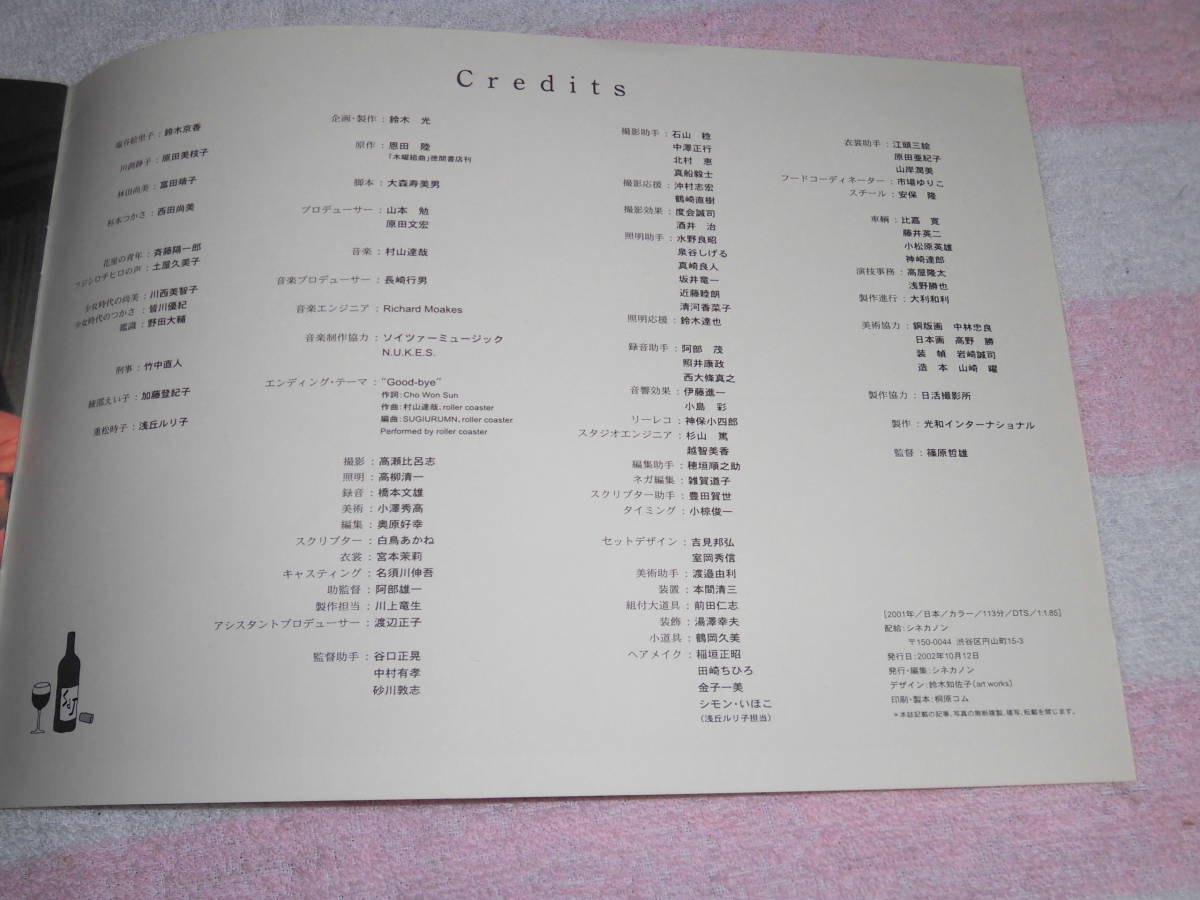 Credits
塩谷絵里子：鈴木京香
川渕静子：原田美枝子
林田尚美：富田靖子
杉本つかさ：西田尚美
花屋の青年：斉藤陽一郎
フジシロチヒロの声：土屋久美子
少女時代の尚美：川西美智子
少女時代のつかさ：皆川優紀
鑑識：野田大輔
刑事：竹中直人
綾部えい子：加藤登紀子
重松時子：浅丘ルリ子
企画・製作：鈴木 光
原作：恩田 陸
「木曜組曲」徳間書店刊
脚本：大森寿美男
プロデューサー：山本 勉
原田文宏
音楽：村山達哉
音楽プロデューサー：長崎行男
音楽エンジニア：Richard Moakes
音楽制作協力：ソイツァーミュージック
N.U.K.E.S.
エンディング・テーマ："Good-bye"
作詞：Cho Won Sun
作曲：村山達哉、roller coaster
編曲：SUGIURUMN、roller coaster
Performed by roller coaster
撮影：高瀬比呂志
照明：高柳清一
録音：橋本文雄
美術：小澤秀高
編集：奥原好幸
スクリプター：白鳥あかね
衣裳：宮本茉莉
キャスティング：名須川伸吾
助監督：阿部雄一
製作担当：川上竜生
アシスタントプロデューサー：渡辺正子
監督助手：谷口正晃
中村有孝
砂川敦志
撮影助手：石山 稔
中澤正行
北村 恵
真船毅士
撮影応援：沖村志宏
鶴崎直樹
撮影効果：度会誠司
酒井 治
照明助手：水野良昭
泉谷しげる
真崎良人
坂井竜一
近藤睦朗
清河香菜子
照明応援：鈴木達也
録音助手：阿部 茂
照井康政
西大條真之
音響効果：伊藤進一
小島 彩
リーレコ：神保小四郎
スタジオエンジニア：杉山 篤
越智美香
編集助手：穂垣順之助
ネガ編集：雑賀道子
スクリプター助手：豊田賀世
タイミング：小椋俊一
セットデザイン：吉見邦弘
室岡秀信
美術助手：渡邉由利
装置：本間清三
組付大道具：前田仁志
装飾：湯澤幸夫
小道具：鶴岡久美
ヘアメイク：稲垣正昭
田崎ちひろ
金子一美
シモン・いほこ
（浅丘ルリ子担当）
衣裳助手：江頭三絵
原田亜紀子
山岸潤美
フードコーディネーター：市場ゆりこ
スチール：安保 隆
車輌：比嘉 寛
藤井英二
小松原英雄
神崎達郎
演技事務：高屋隆太
浅野勝也
製作進行：大利和利
美術協力：銅版画 中林忠良
日本画 高野 勝
装 幀 岩崎誠司
造 本 山崎 曜
製作協力：日活撮影所
製作：光和インターナショナル
監督：篠原哲雄
[2001年／日本／カラー／113分／DTS／1:1.85]
配給：シネカノン
〒150-0044 渋谷区円山町15-3
発行日：2002年10月12日
発行・編集：シネカノン
デザイン：鈴木知佐子（art works）
印刷・製本：桐原コム
＊本誌記載の記事、写真の無断複製、複写、転載を禁じます。